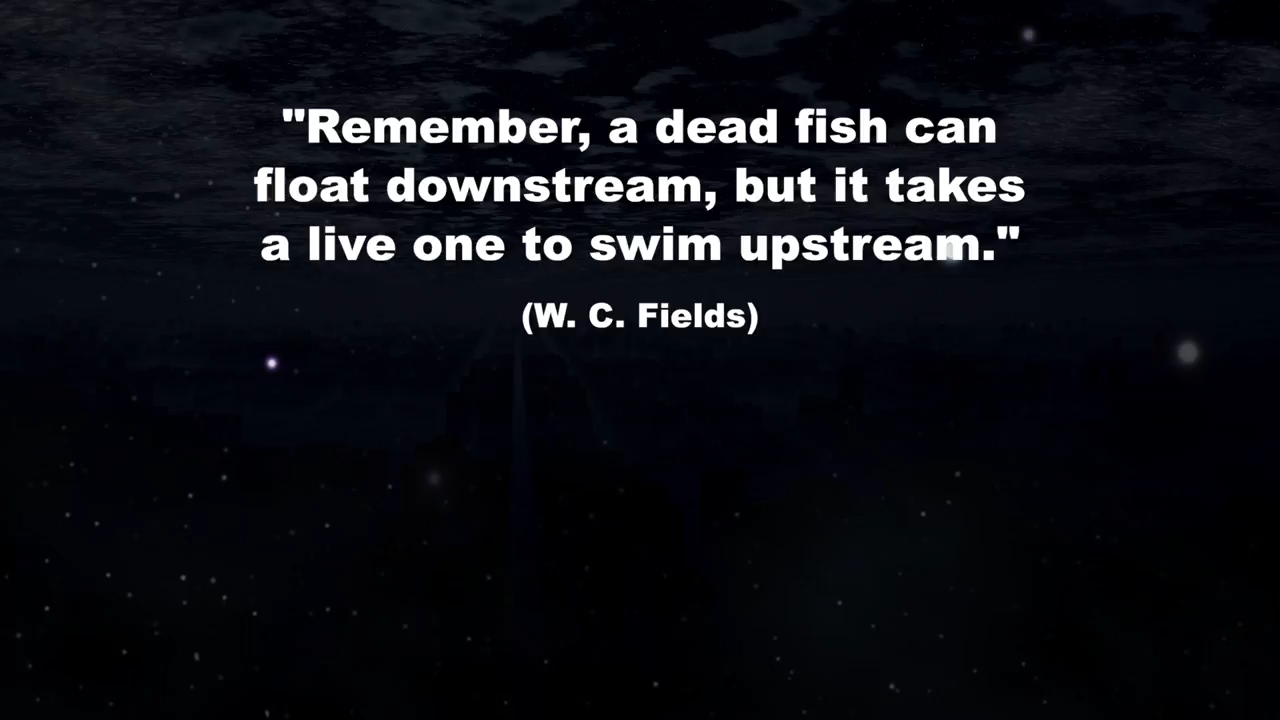 "Remember, a dead fish can
float downstream, but it takes
a live one to swim upstream."
(W. C. Fields)